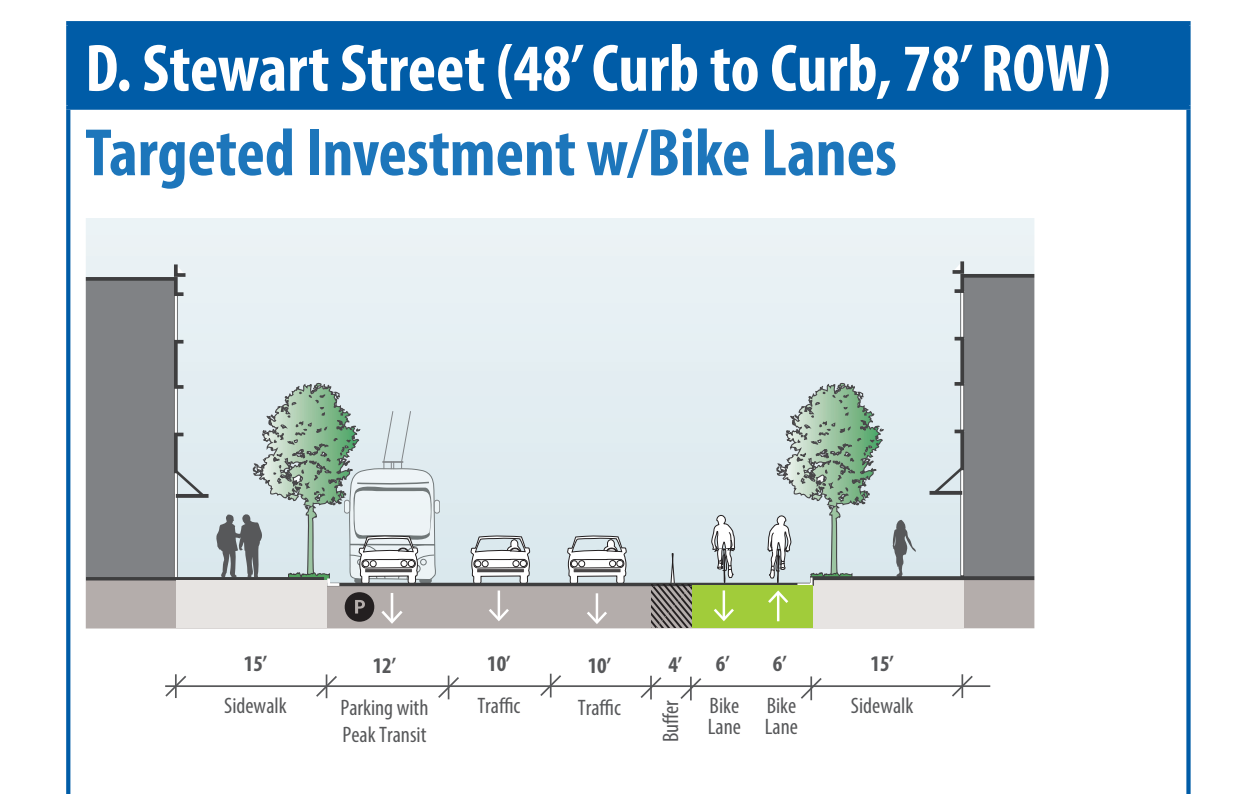 D. Stewart Street (48′ Curb to Curb, 78′ ROW)
Targeted Investment w/Bike Lanes
P
15′ 12′ 10′ 10′ 4′ 6′ 6′ 15′
Sidewalk Parking with Traffic Traffic Buffer Bike Bike Sidewalk
Peak Transit Lane Lane